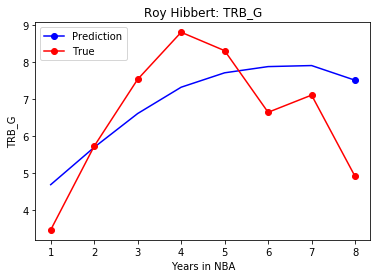 Roy Hibbert: TRB_G
Prediction
True
TRB_G
9
8
7
6
5
4
1 2 3 4 5 6 7 8
Years in NBA